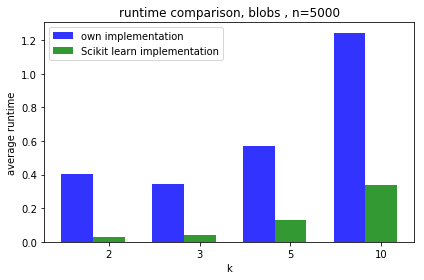 runtime comparison, blobs , n=5000
own implementation
Scikit learn implementation
average runtime
1.2
1.0
0.8
0.6
0.4
0.2
0.0
2 3 5 10
k